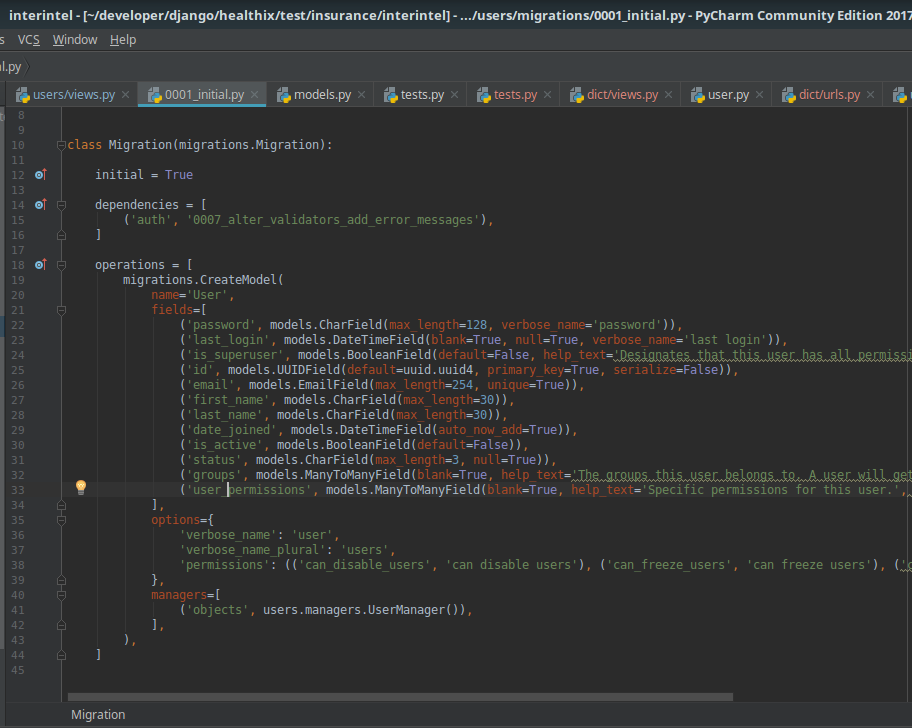 interintel - [~/developer/django/healthix/test/insurance/interintel] - .../users/migrations/0001_initial.py - PyCharm Community Edition 2017
s VCS Window Help
l.py
users/views.py 0001_initial.py models.py tests.py tests.py dict/views.py user.py dict/urls.py
8
9
10 class Migration(migrations.Migration):
11
12 initial = True
13
14 dependencies = [
15 ('auth', '0007_alter_validators_add_error_messages'),
16 ]
17
18 operations = [
19 migrations.CreateModel(
20 name='User',
21 fields=[
22 ('password', models.CharField(max_length=128, verbose_name='password')),
23 ('last_login', models.DateTimeField(blank=True, null=True, verbose_name='last login')),
24 ('is_superuser', models.BooleanField(default=False, help_text='Designates that this user has all permissi
25 ('id', models.UUIDField(default=uuid.uuid4, primary_key=True, serialize=False)),
26 ('email', models.EmailField(max_length=254, unique=True)),
27 ('first_name', models.CharField(max_length=30)),
28 ('last_name', models.CharField(max_length=30)),
29 ('date_joined', models.DateTimeField(auto_now_add=True)),
30 ('is_active', models.BooleanField(default=False)),
31 ('status', models.CharField(max_length=3, null=True)),
32 ('groups', models.ManyToManyField(blank=True, help_text='The groups this user belongs to. A user will get
33 ('user_permissions', models.ManyToManyField(blank=True, help_text='Specific permissions for this user.',
34 ],
35 options={
36 'verbose_name': 'user',
37 'verbose_name_plural': 'users',
38 'permissions': (('can_disable_users', 'can disable users'), ('can_freeze_users', 'can freeze users'), ('c
39 },
40 managers=[
41 ('objects', users.managers.UserManager()),
42 ],
43 ),
44 ]
45
Migration